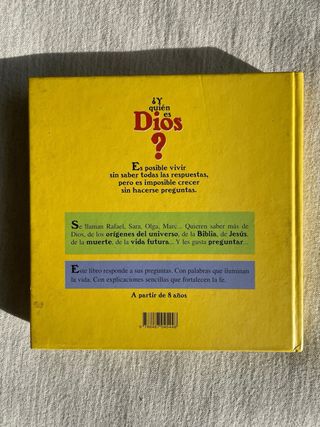 ¿Y
quién
es
Dios
?
Es posible vivir
sin saber todas las respuestas,
pero es imposible crecer
sin hacerse preguntas.
Se llaman Rafael, Sara, Olga, Marc... Quieren saber más de
Dios, de los orígenes del universo, de la Biblia, de Jesús,
de la muerte, de la vida futura... Y les gusta preguntar...
Este libro responde a sus preguntas. Con palabras que iluminan
la vida. Con explicaciones sencillas que fortalecen la fe.
A partir de 8 años